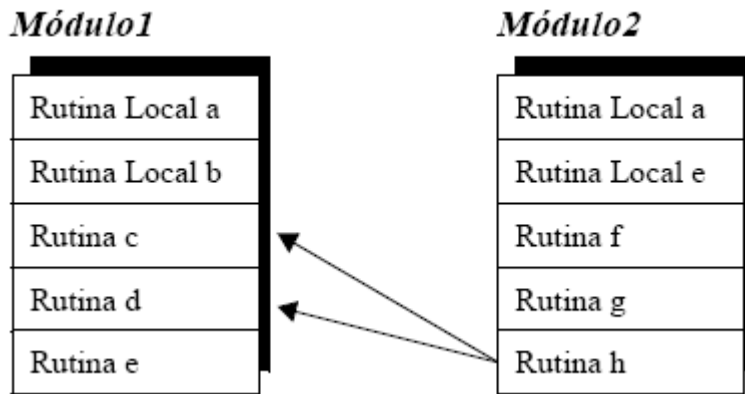 Módulo1
Rutina Local a
Rutina Local b
Rutina c
Rutina d
Rutina e
Módulo2
Rutina Local a
Rutina Local e
Rutina f
Rutina g
Rutina h